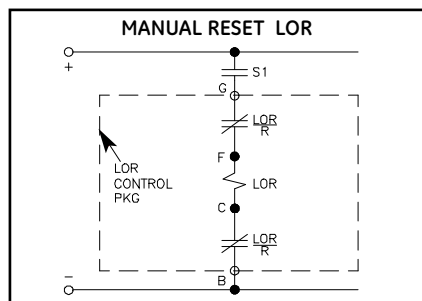 MANUAL RESET LOR
+
S1
G
LOR
R
LOR
CONTROL
PKG
F
LOR
C
LOR
R
B
−